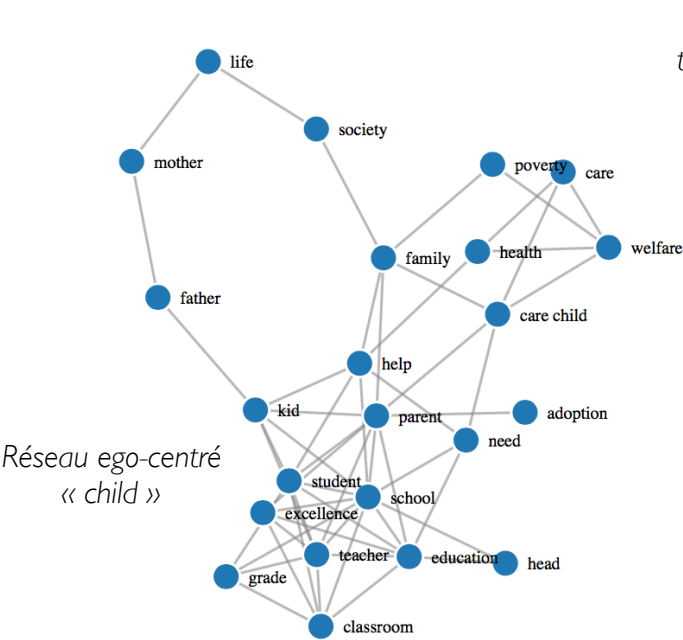 t
life
society
mother
poverty
care
family
health
welfare
father
care child
help
kid
parent
adoption
need
Réseau ego-centré
« child »
student
school
excellence
teacher
education
head
grade
classroom